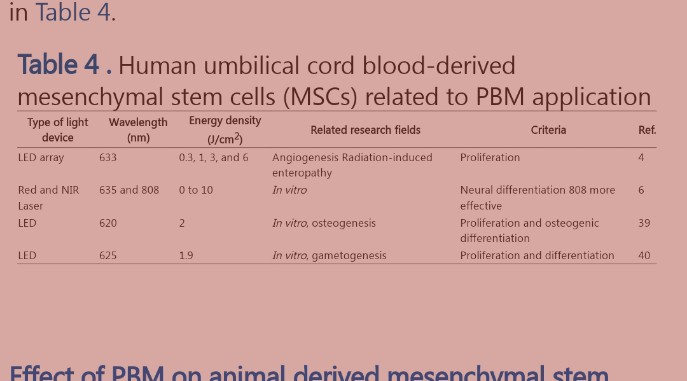 in Table 4.
Table 4 . Human umbilical cord blood-derived
mesenchymal stem cells (MSCs) related to PBM application
Type of light device Wavelength (nm) Energy density (J/cm2) Related research fields Criteria Ref.
LED array 633 0.3, 1, 3, and 6 Angiogenesis Radiation-induced enteropathy Proliferation 4
Red and NIR Laser 635 and 808 0 to 10 In vitro Neural differentiation 808 more effective 6
LED 620 2 In vitro, osteogenesis Proliferation and osteogenic differentiation 39
LED 625 1.9 In vitro, gametogenesis Proliferation and differentiation 40
Effect of PBM on animal derived mesenchymal stem